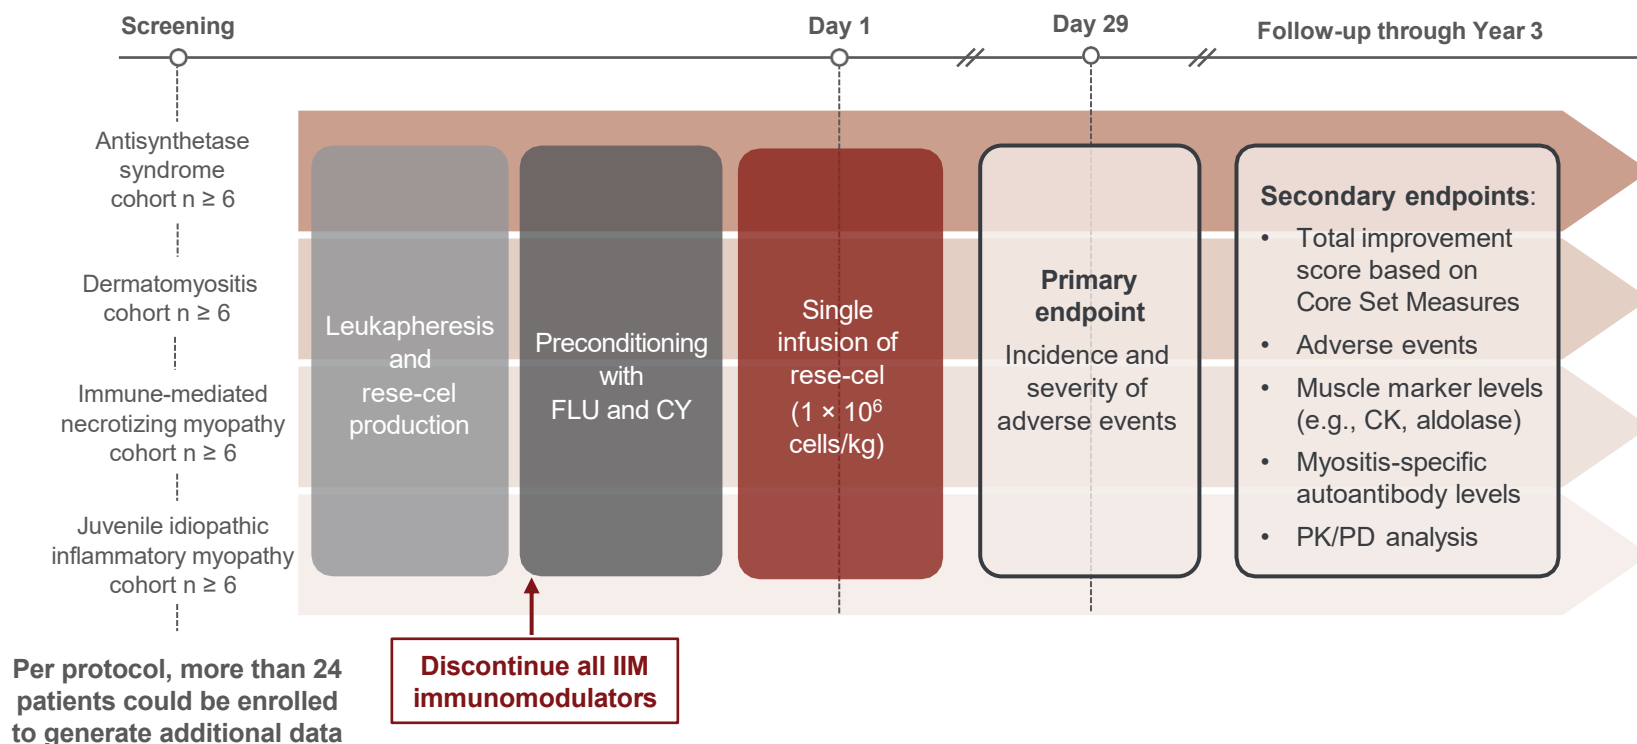 Screening
Day 1
Day 29
Follow-up through Year 3
Antisynthetase
syndrome
cohort n ≥ 6
Dermatomyositis
cohort n ≥ 6
Immune-mediated
necrotizing myopathy
cohort n ≥ 6
Juvenile idiopathic
inflammatory myopathy
cohort n ≥ 6
Per protocol, more than 24
patients could be enrolled
to generate additional data
Leukapheresis
and
rese-cel
production
Preconditioning
with
FLU and CY
Discontinue all IIM
immunomodulators
Single
infusion of
rese-cel
(1 × 10⁶
cells/kg)
Primary
endpoint
Incidence and
severity of
adverse events
Secondary endpoints:
• Total improvement
score based on
Core Set Measures
• Adverse events
• Muscle marker levels
(e.g., CK, aldolase)
• Myositis-specific
autoantibody levels
• PK/PD analysis